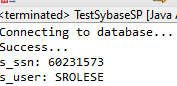 <terminated> TestSybaseSP [Java A
Connecting to database...
Success...
s_ssn: 60231573
s_user: SROLESE